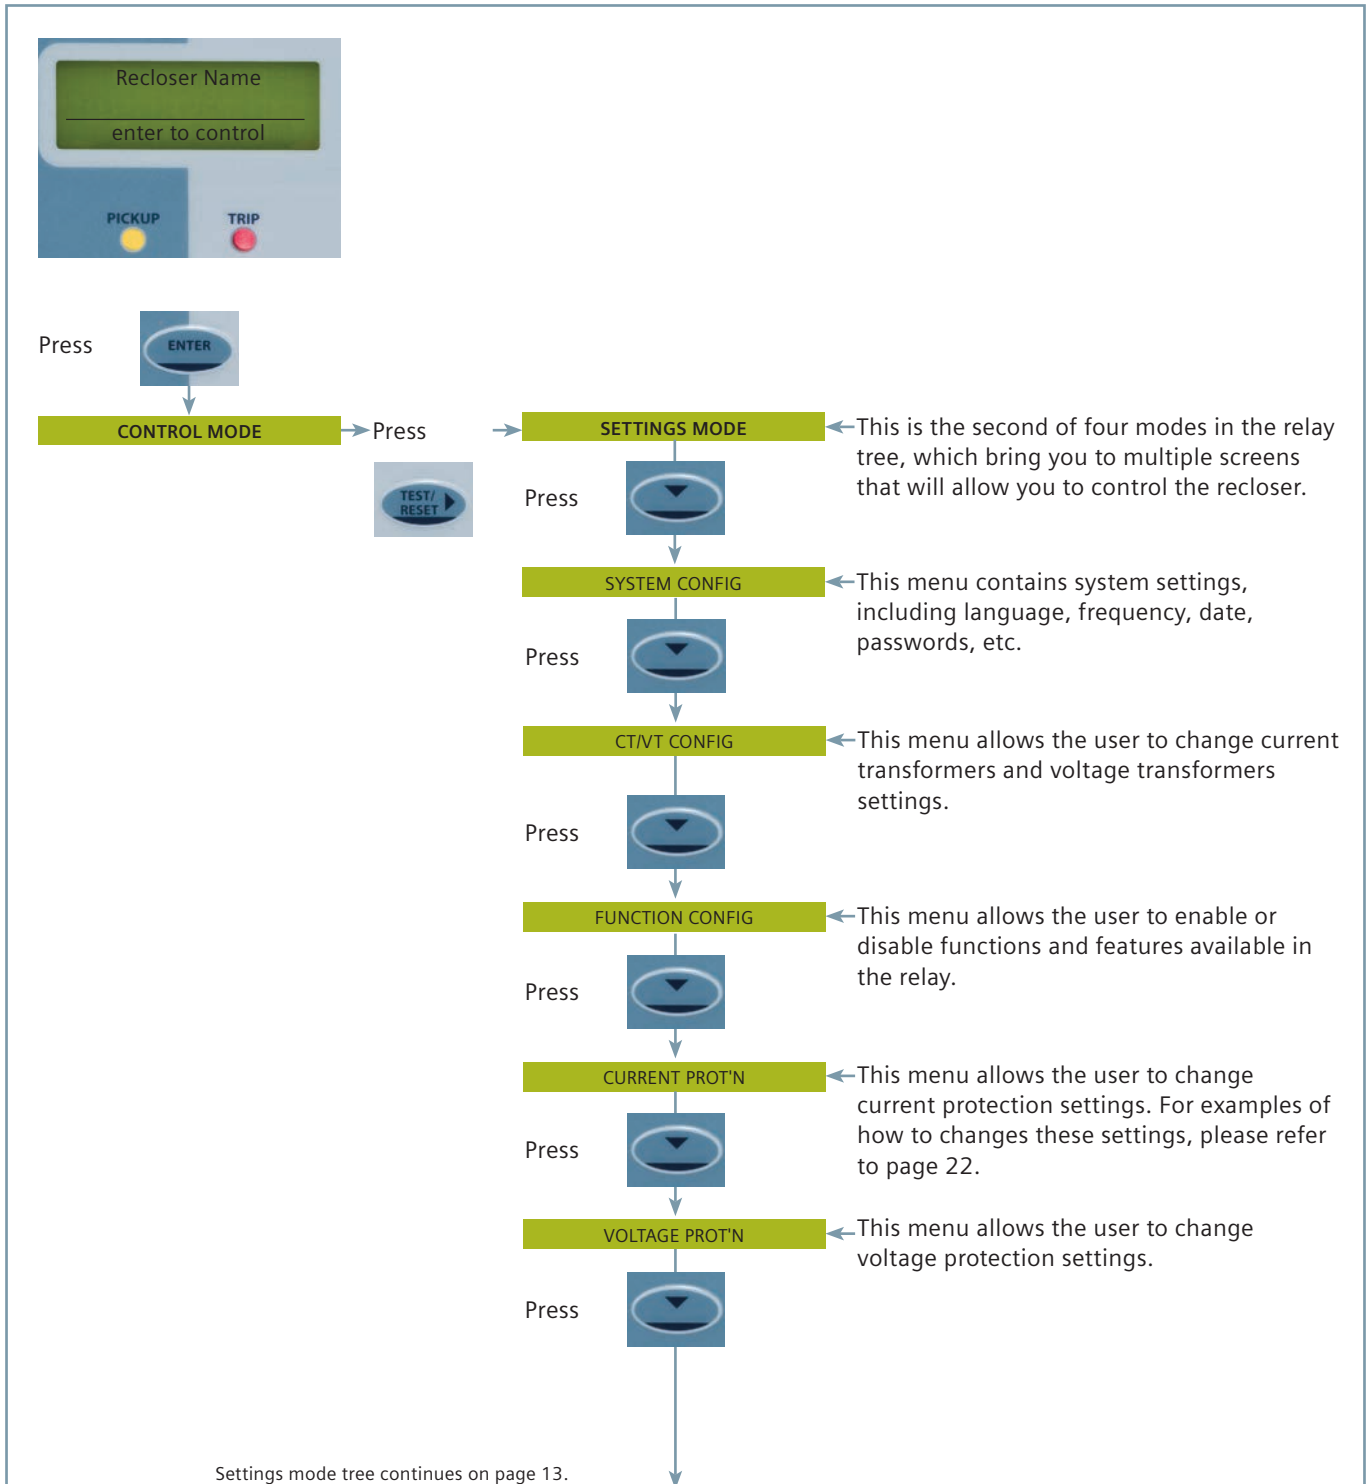 Recloser Name
enter to control
PICKUP
TRIP
Press
ENTER
CONTROL MODE
Press
TEST/
RESET
SETTINGS MODE
This is the second of four modes in the relay
tree, which bring you to multiple screens
that will allow you to control the recloser.
Press
SYSTEM CONFIG
This menu contains system settings,
including language, frequency, date,
passwords, etc.
Press
CT/VT CONFIG
This menu allows the user to change current
transformers and voltage transformers
settings.
Press
FUNCTION CONFIG
This menu allows the user to enable or
disable functions and features available in
the relay.
Press
CURRENT PROT'N
This menu allows the user to change
current protection settings. For examples of
how to changes these settings, please refer
to page 22.
Press
VOLTAGE PROT'N
This menu allows the user to change
voltage protection settings.
Press
Settings mode tree continues on page 13.